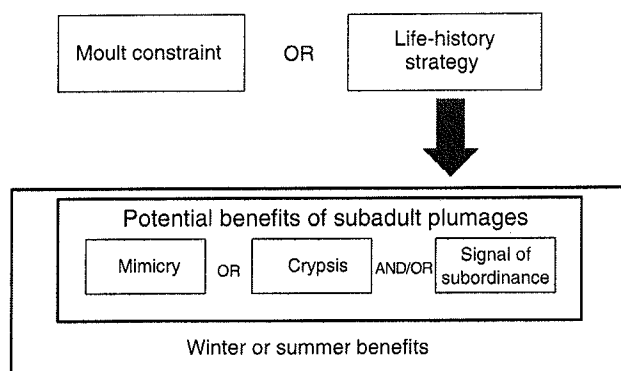 Moult constraint
OR
Life-history
strategy
Potential benefits of subadult plumages
Mimicry
OR
Crypsis
AND/OR
Signal of
subordinance
Winter or summer benefits